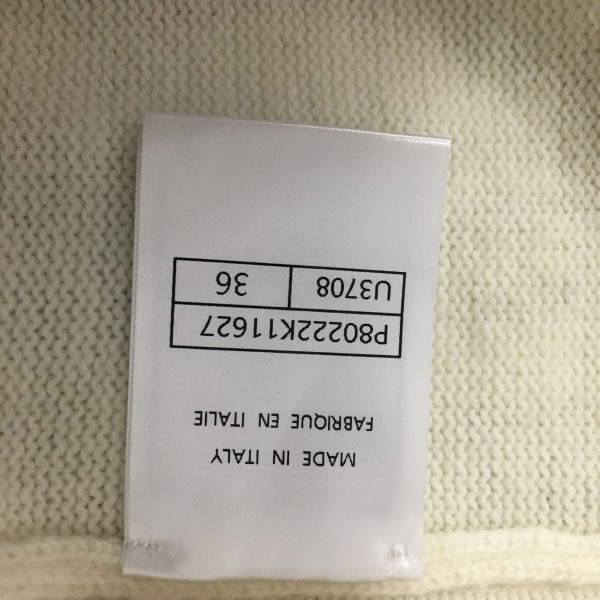 MADE IN ITALY
FABRIQUE EN ITALIE
P80222K11627
U3708 36